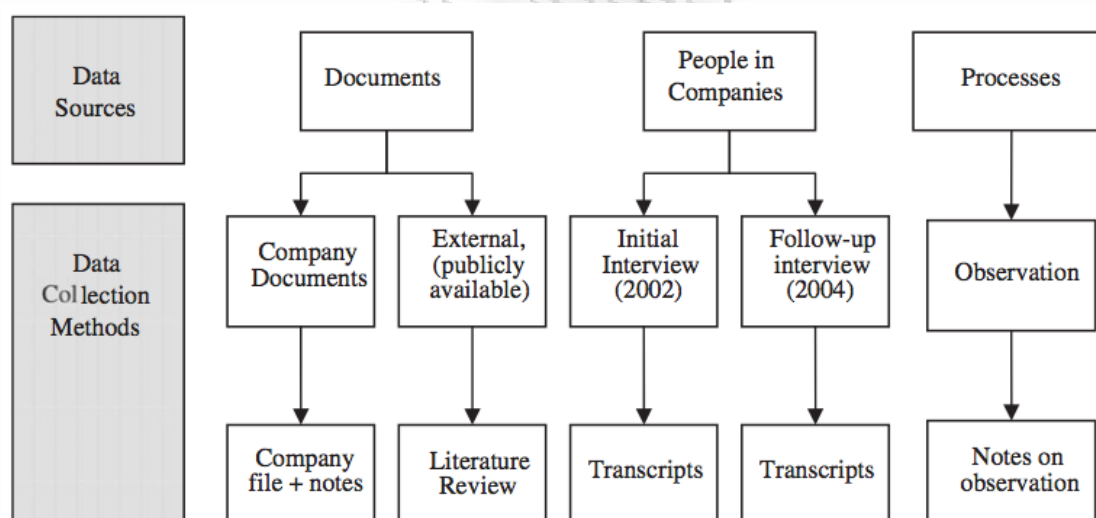 Data
Sources
Documents
People in
Companies
Processes
Data
Collection
Methods
Company
Documents
External,
(publicly
available)
Initial
Interview
(2002)
Follow-up
interview
(2004)
Observation
Company
file + notes
Literature
Review
Transcripts
Transcripts
Notes on
observation